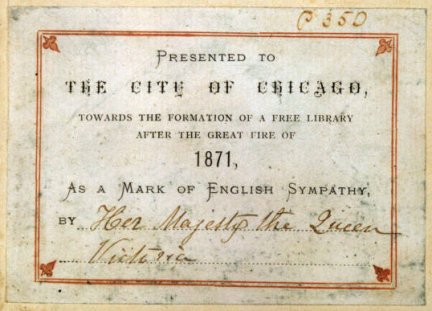 P 350
PRESENTED TO
THE CITY OF CHICAGO,
TOWARDS THE FORMATION OF A FREE LIBRARY
AFTER THE GREAT FIRE OF
1871,
AS A MARK OF ENGLISH SYMPATHY,
BY Her Majesty the Queen
Victoria